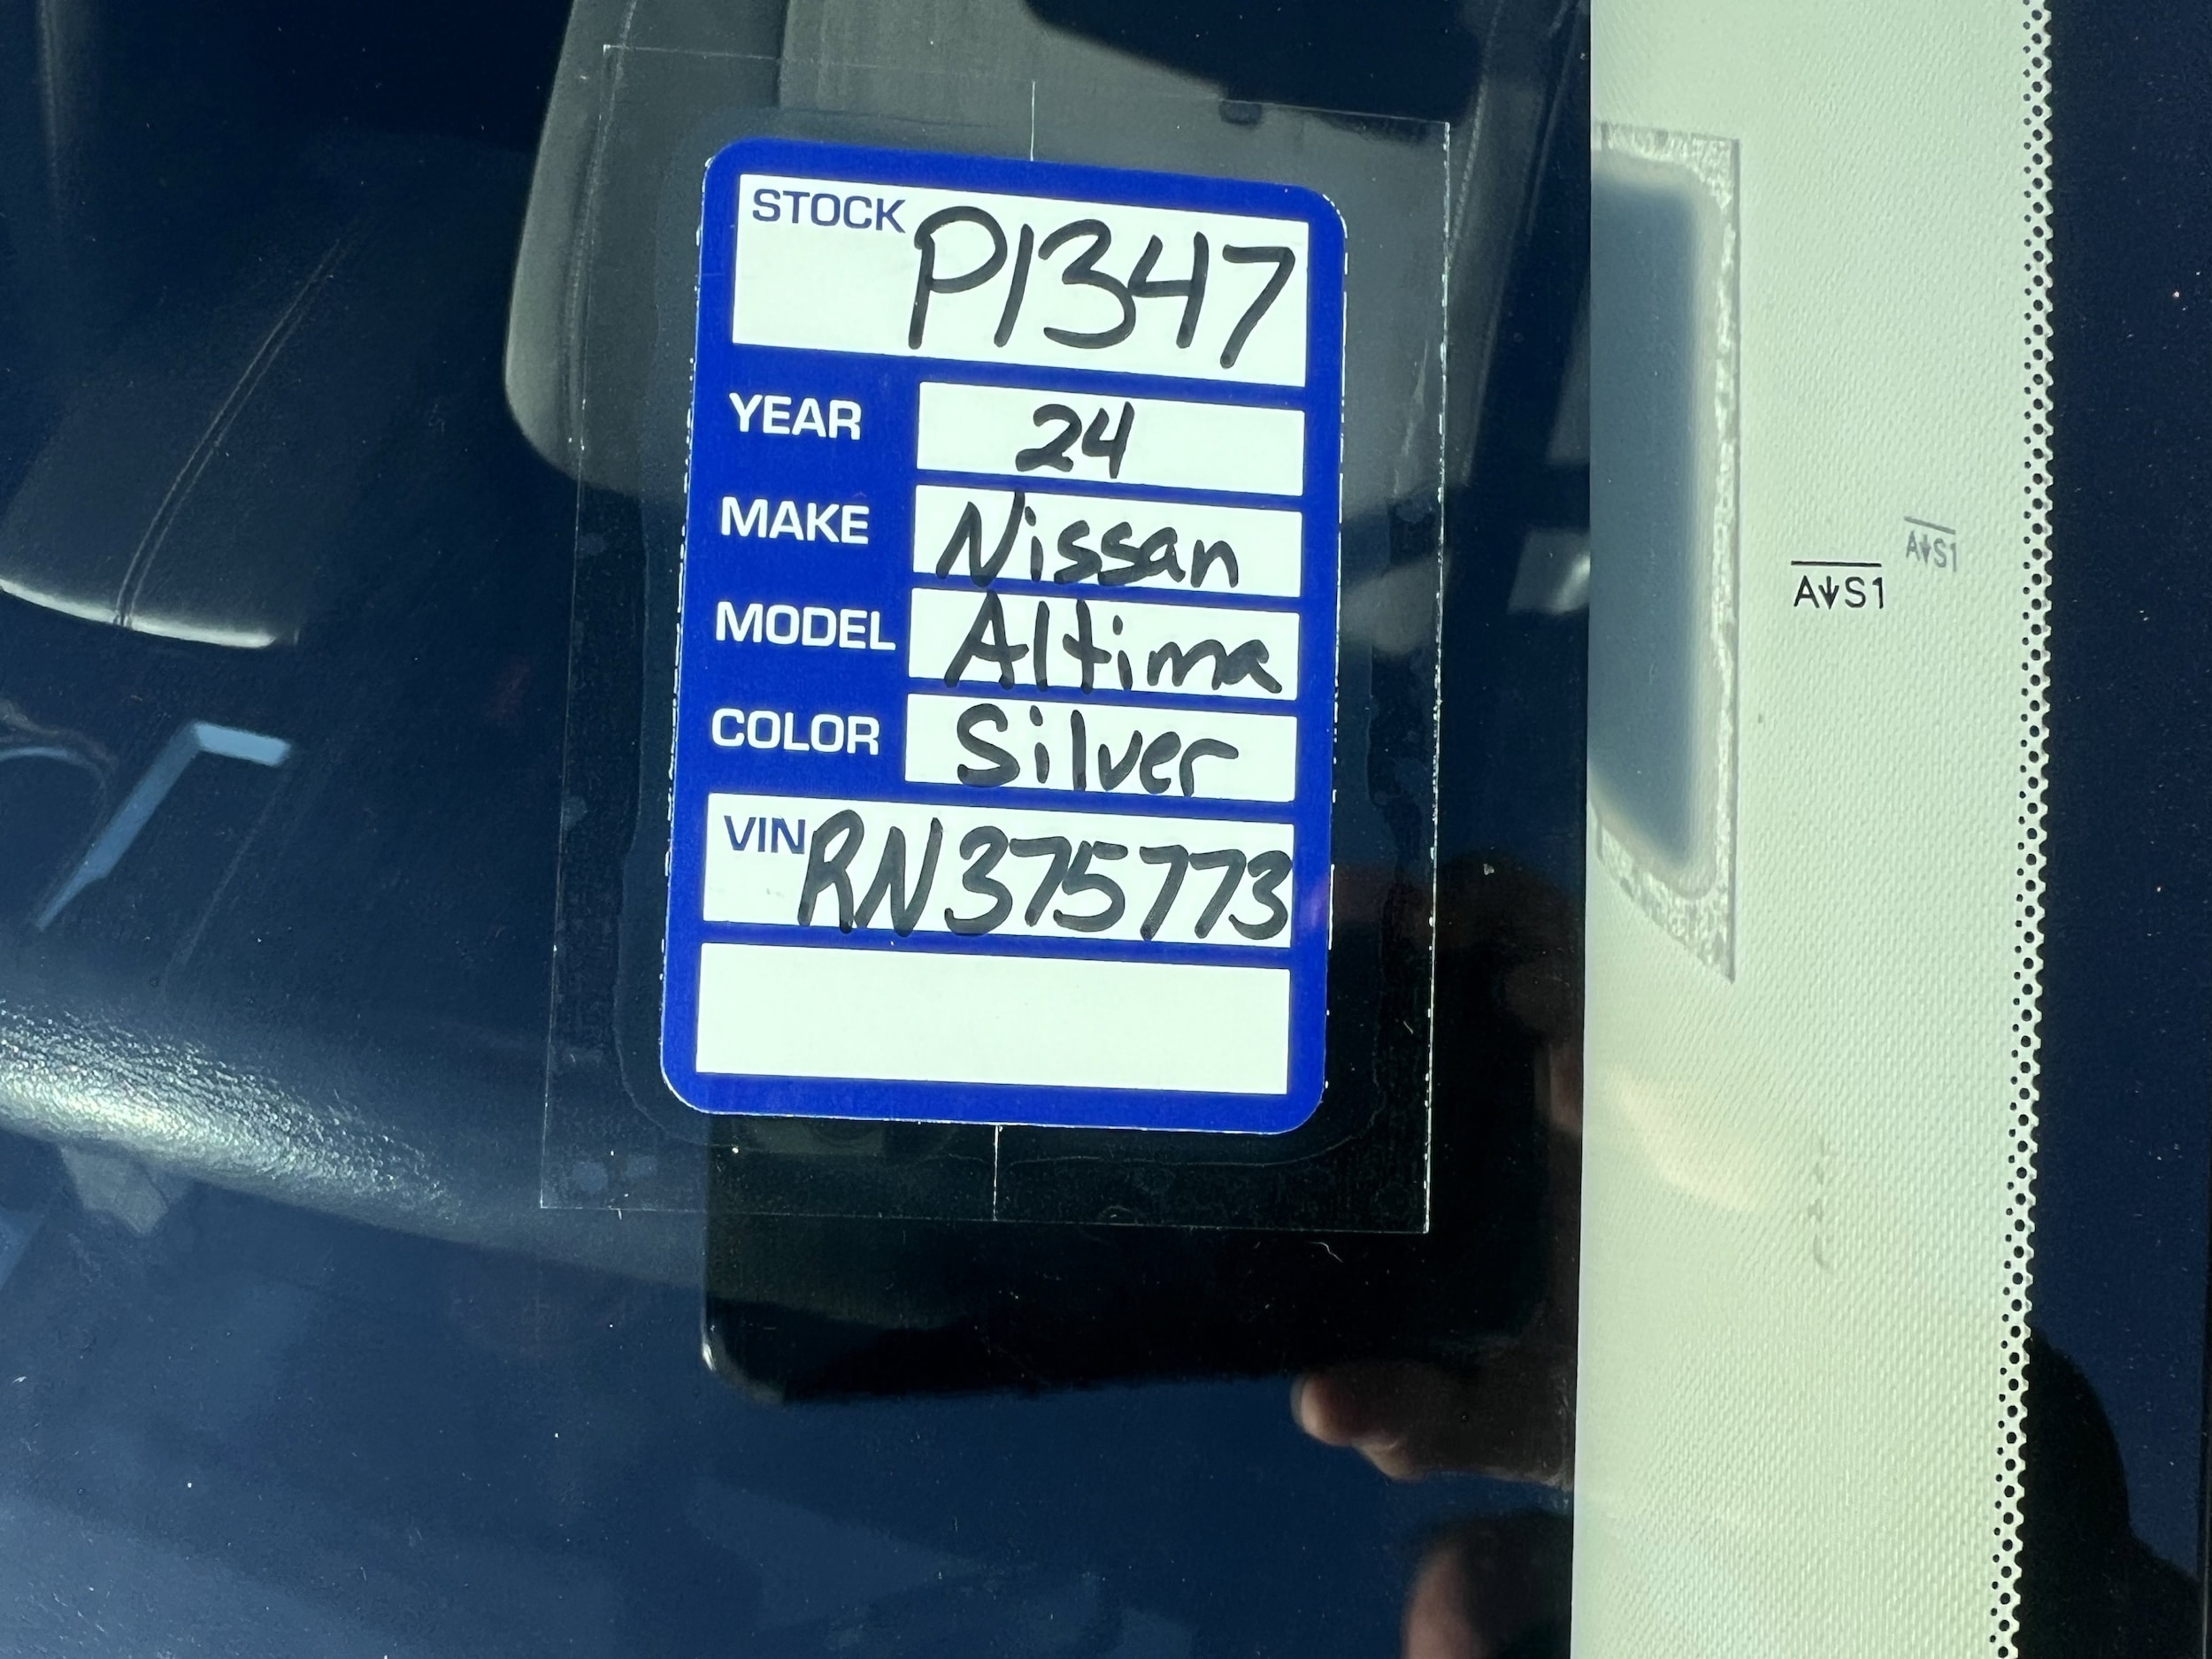 STOCK P1347
YEAR 24
MAKE Nissan
MODEL Altima
COLOR Silver
VIN RN375773
A↓S1
A↓S1